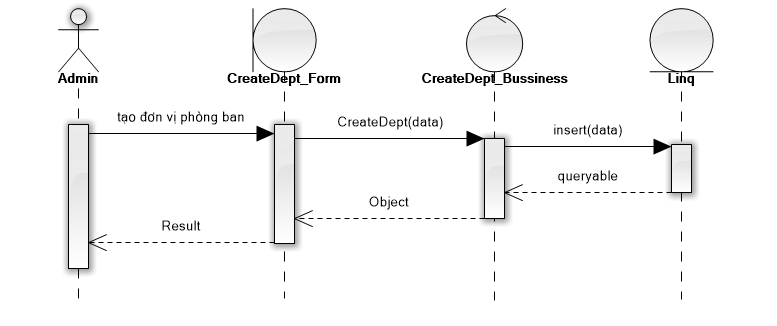 Admin
CreateDept_Form
CreateDept_Bussiness
Linq
tạo đơn vị phòng ban
CreateDept(data)
insert(data)
queryable
Object
Result